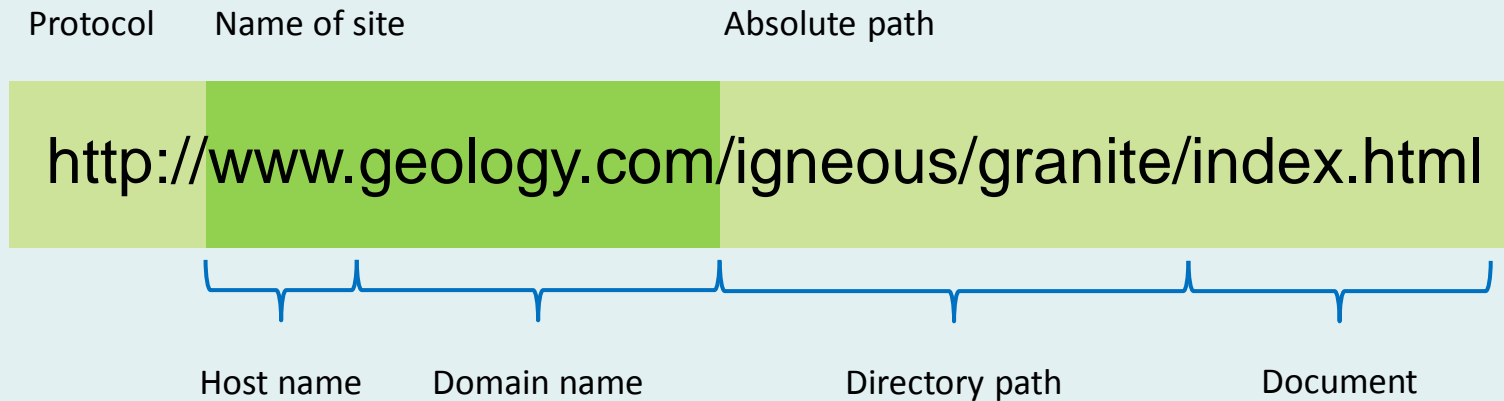 Protocol Name of site Absolute path
http://www.geology.com/igneous/granite/index.html
Host name Domain name Directory path Document